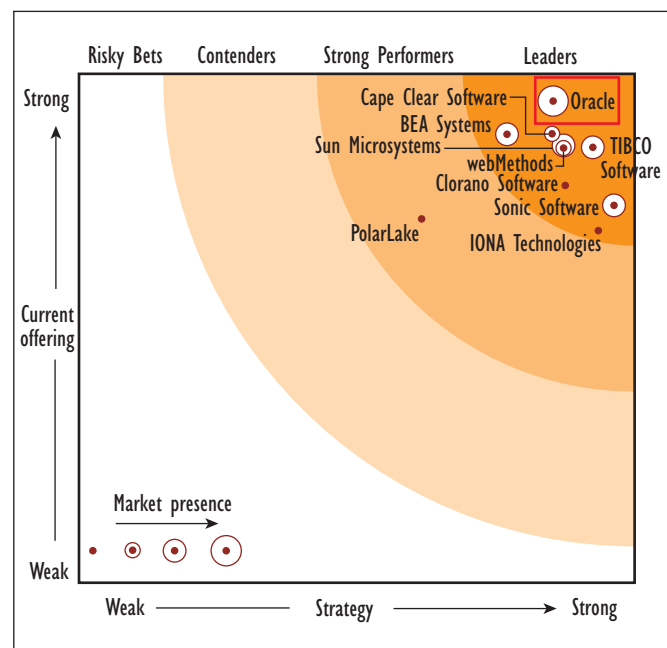 Risky Bets Contenders Strong Performers Leaders
Strong
Cape Clear Software
Oracle
BEA Systems
Sun Microsystems
TIBCO
Software
webMethods
Clorano Software
Sonic Software
PolarLake
IONA Technologies
Current
offering
Market presence
Weak
Weak Strategy Strong